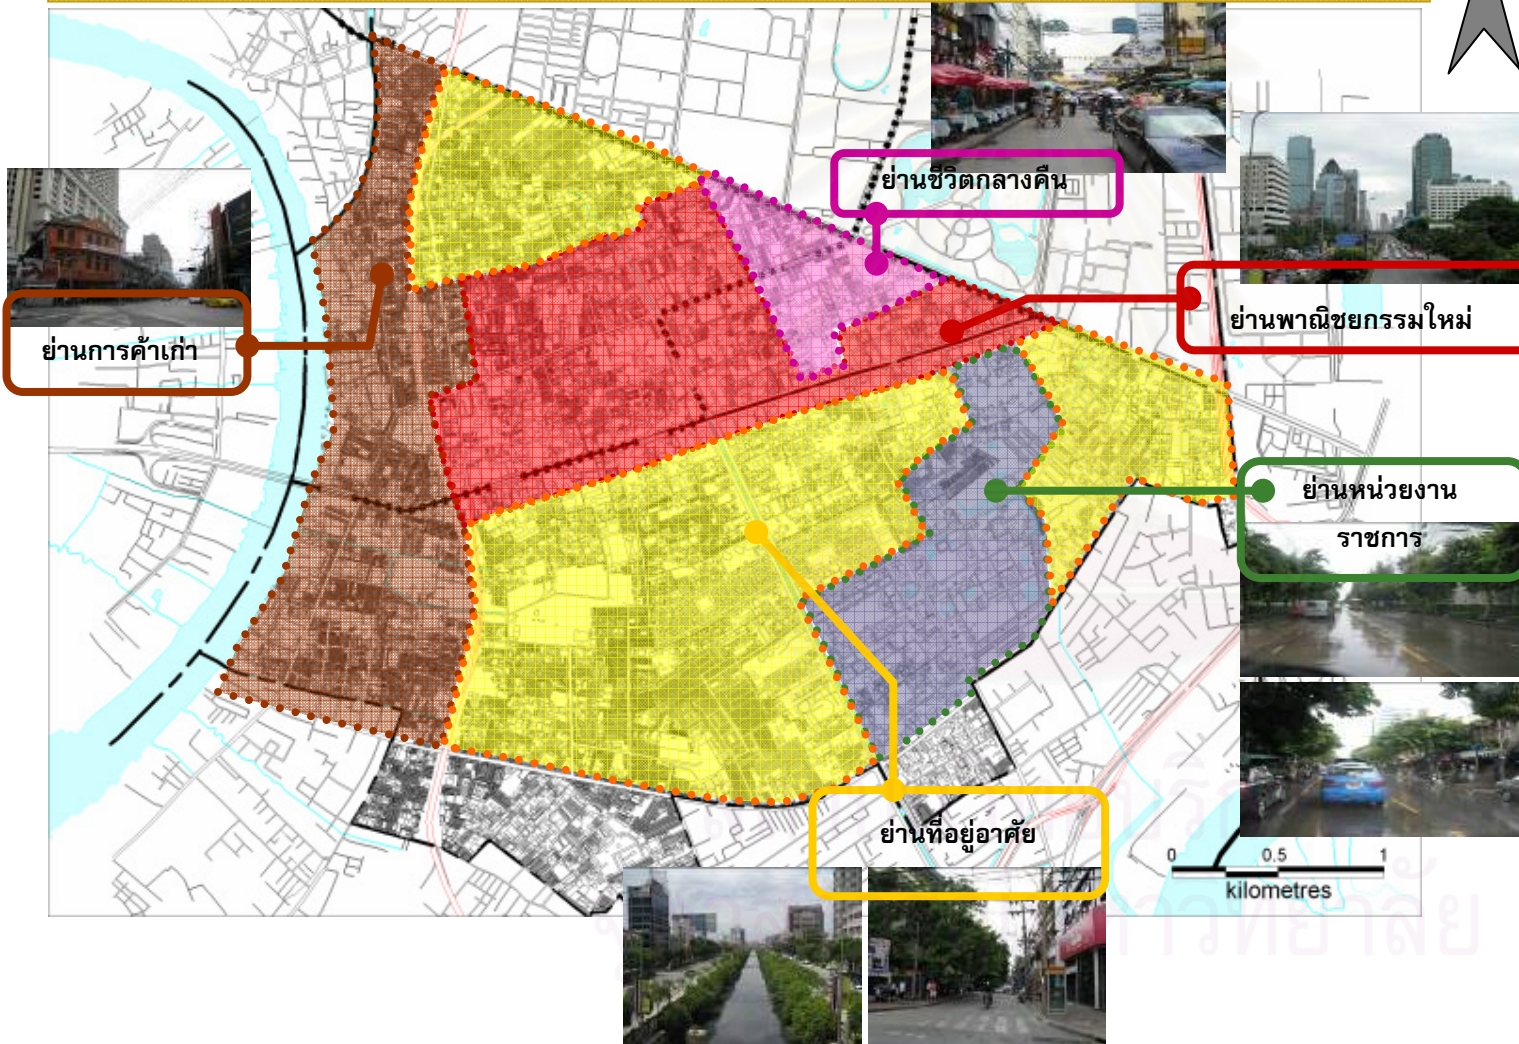 ย่านชีวิตกลางคืน
ย่านพาณิชยกรรมใหม่
ย่านการค้าเก่า
ย่านหน่วยงาน
ราชการ
ย่านที่อยู่อาศัย
0 0.5 1
kilometres